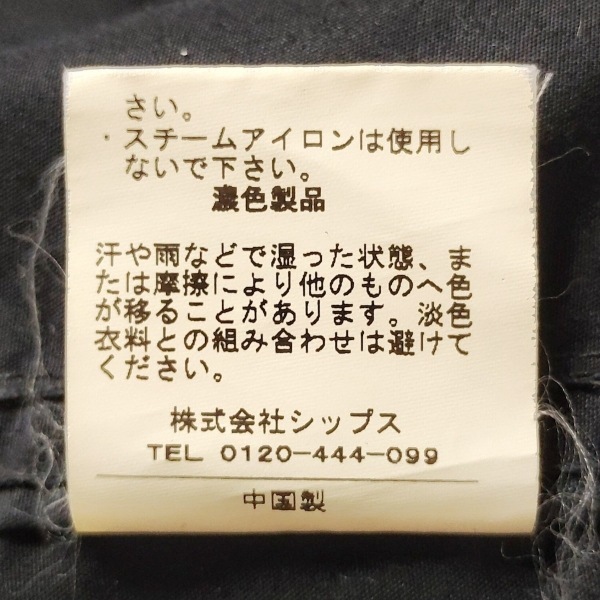 さい。
・スチームアイロンは使用し
ないで下さい。
濃色製品
汗や雨などで湿った状態、ま
たは摩擦により他のものへ色
が移ることがあります。淡色
衣料との組み合わせは避けて
ください。
株式会社シップス
TEL 0120-444-099
中国製